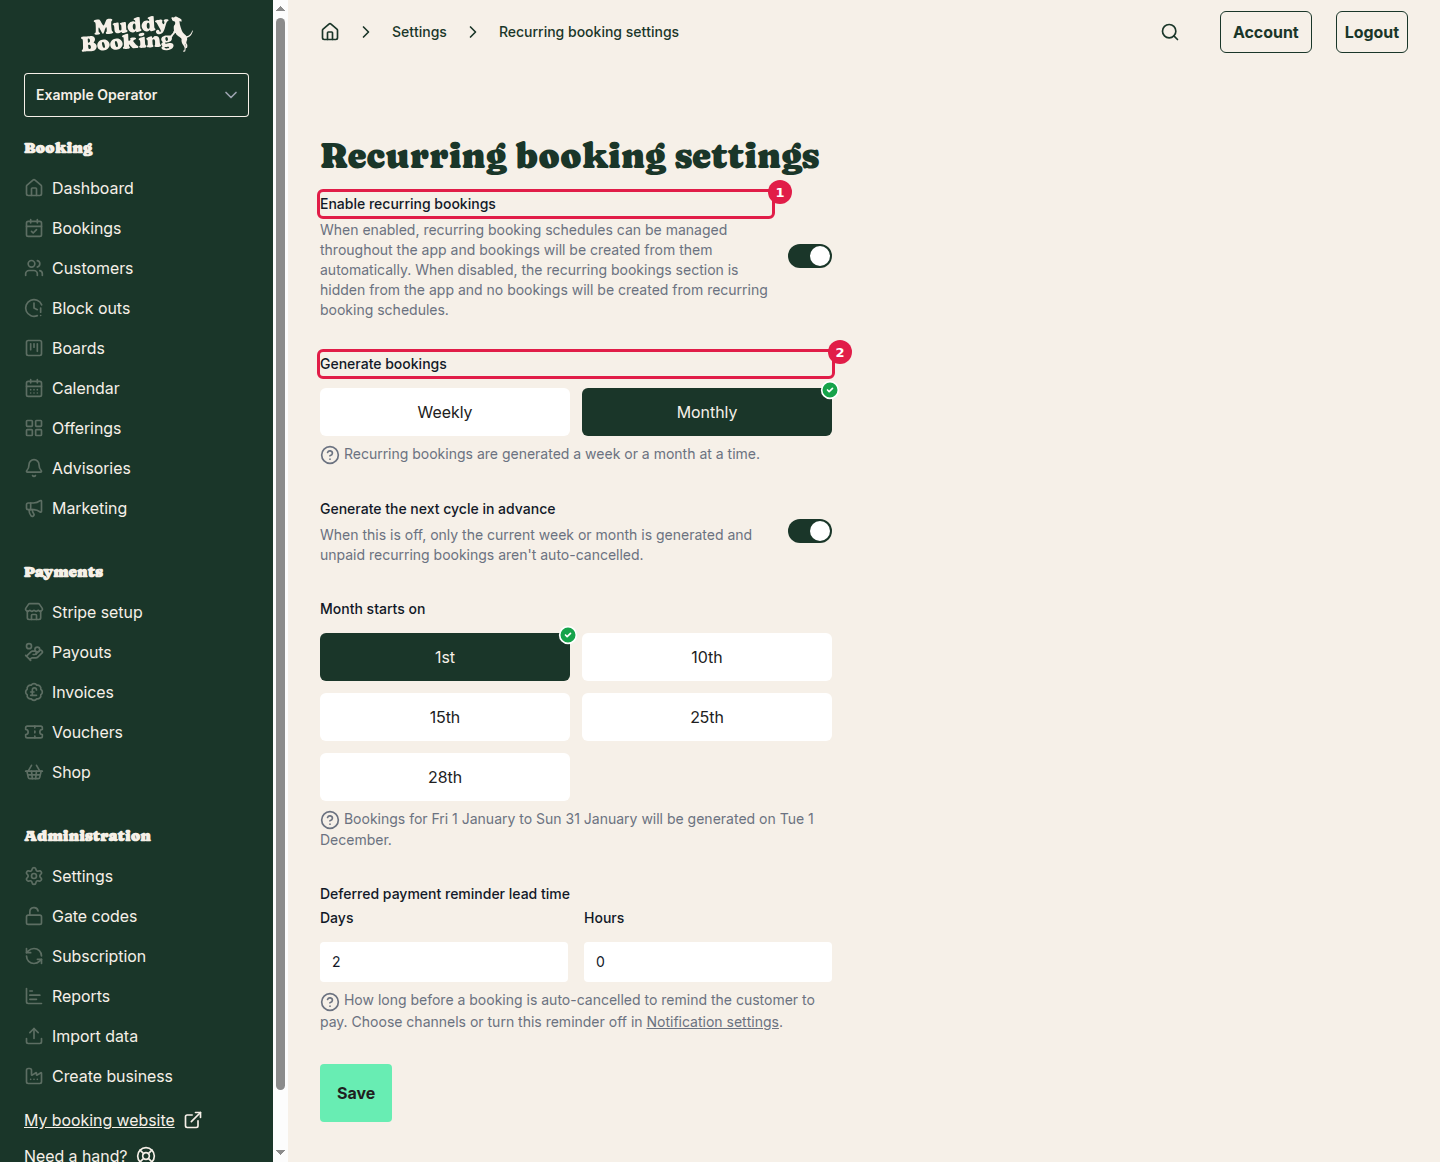 Muddy
Booking
Example Operator
Booking
Dashboard
Bookings
Customers
Block outs
Boards
Calendar
Offerings
Advisories
Marketing
Payments
Stripe setup
Payouts
Invoices
Vouchers
Shop
Administration
Settings
Gate codes
Subscription
Reports
Import data
Create business
My booking website
Need a hand?
Settings
Recurring booking settings
Account
Logout
Recurring booking settings
1
Enable recurring bookings
When enabled, recurring booking schedules can be managed
throughout the app and bookings will be created from them
automatically. When disabled, the recurring bookings section is
hidden from the app and no bookings will be created from recurring
booking schedules.
2
Generate bookings
Weekly
Monthly
Recurring bookings are generated a week or a month at a time.
Generate the next cycle in advance
When this is off, only the current week or month is generated and
unpaid recurring bookings aren't auto-cancelled.
Month starts on
1st
10th
15th
25th
28th
Bookings for Fri 1 January to Sun 31 January will be generated on Tue 1
December.
Deferred payment reminder lead time
Days
Hours
2
0
How long before a booking is auto-cancelled to remind the customer to
pay. Choose channels or turn this reminder off in Notification settings.
Save